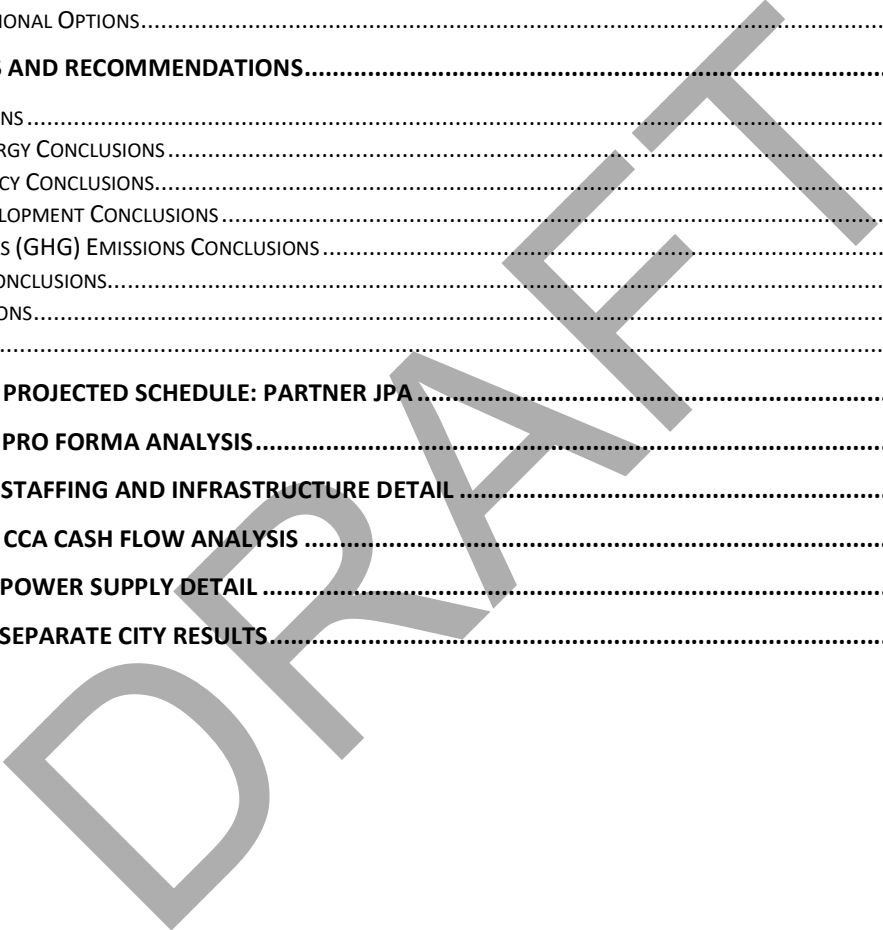 IONAL OPTIONS....................
S AND RECOMMENDATIONS....................
NS....................
RGY CONCLUSIONS....................
CY CONCLUSIONS....................
LOPMENT CONCLUSIONS....................
S (GHG) EMISSIONS CONCLUSIONS....................
ONCLUSIONS....................
ONS....................
....................
PROJECTED SCHEDULE: PARTNER JPA....................
PRO FORMA ANALYSIS....................
STAFFING AND INFRASTRUCTURE DETAIL....................
CCA CASH FLOW ANALYSIS....................
POWER SUPPLY DETAIL....................
SEPARATE CITY RESULTS....................
DRAFT